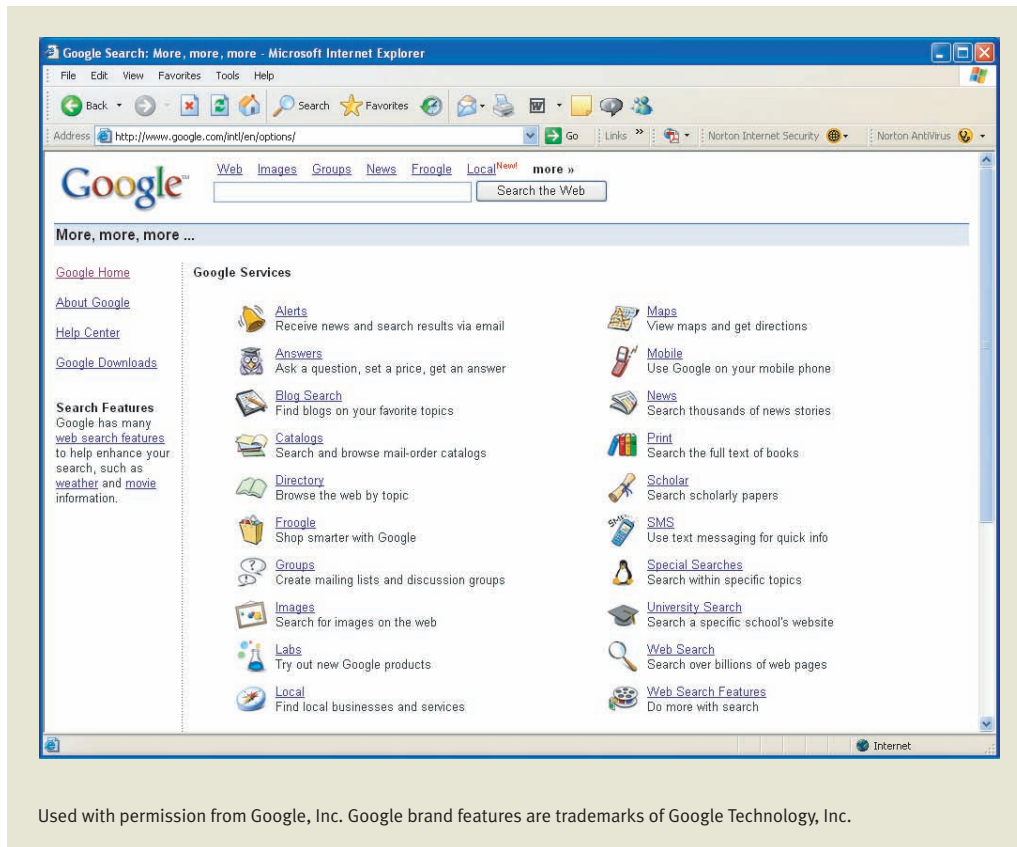 Google Search: More, more, more - Microsoft Internet Explorer
File Edit View Favorites Tools Help
Back Search Favorites
Address http://www.google.com/intl/en/options/ Go Links » Norton Internet Security Norton AntiVirus
Google™ Web Images Groups News Froogle Local New! more »
Search the Web
More, more, more ...
Google Home
About Google
Help Center
Google Downloads
Search Features
Google has many
web search features
to help enhance your
search, such as
weather and movie
information.
Google Services
Alerts
Receive news and search results via email
Answers
Ask a question, set a price, get an answer
Blog Search
Find blogs on your favorite topics
Catalogs
Search and browse mail-order catalogs
Directory
Browse the web by topic
Froogle
Shop smarter with Google
Groups
Create mailing lists and discussion groups
Images
Search for images on the web
Labs
Try out new Google products
Local
Find local businesses and services
Maps
View maps and get directions
Mobile
Use Google on your mobile phone
News
Search thousands of news stories
Print
Search the full text of books
Scholar
Search scholarly papers
SMS
SMS
Use text messaging for quick info
Special Searches
Search within specific topics
University Search
Search a specific school's website
Web Search
Search over billions of web pages
Web Search Features
Do more with search
Internet
Used with permission from Google, Inc. Google brand features are trademarks of Google Technology, Inc.